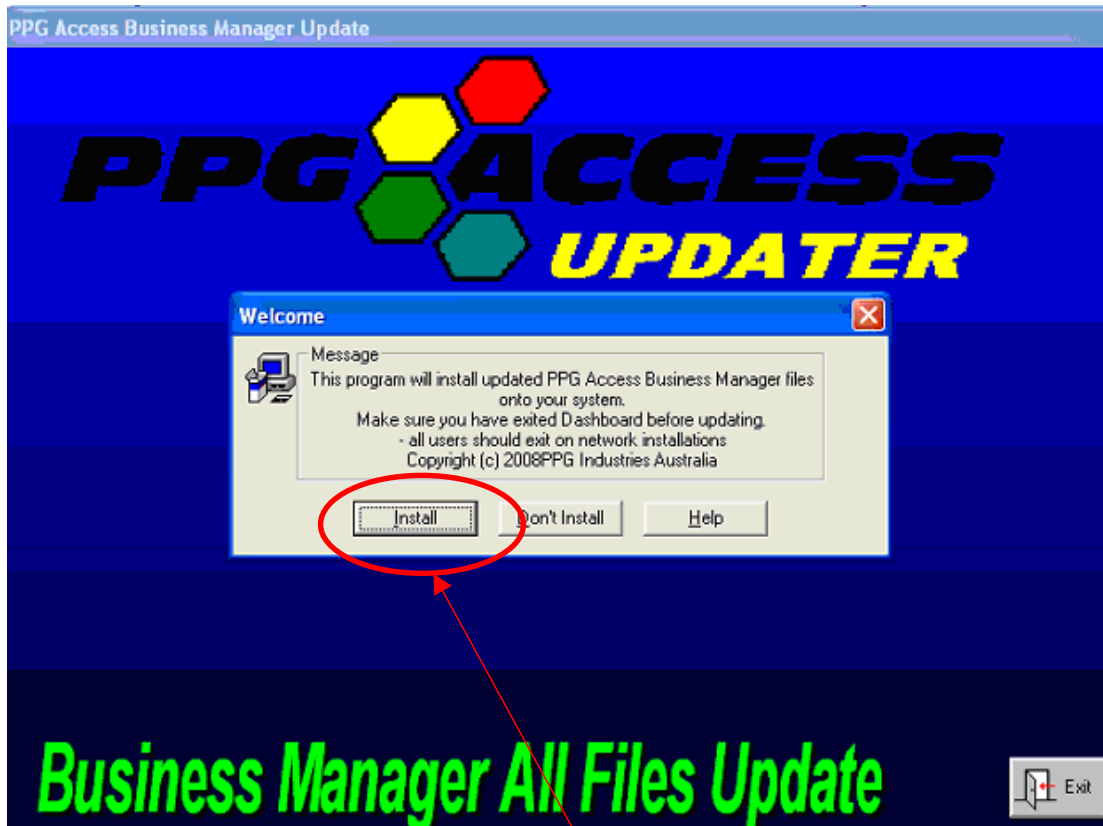 PPG Access Business Manager Update
PPG ACCESS
UPDATER
Welcome
Message
This program will install updated PPG Access Business Manager files
onto your system.
Make sure you have exited Dashboard before updating.
- all users should exit on network installations
Copyright (c) 2008PPG Industries Australia
Install
Don't Install
Help
Business Manager All Files Update
Exit